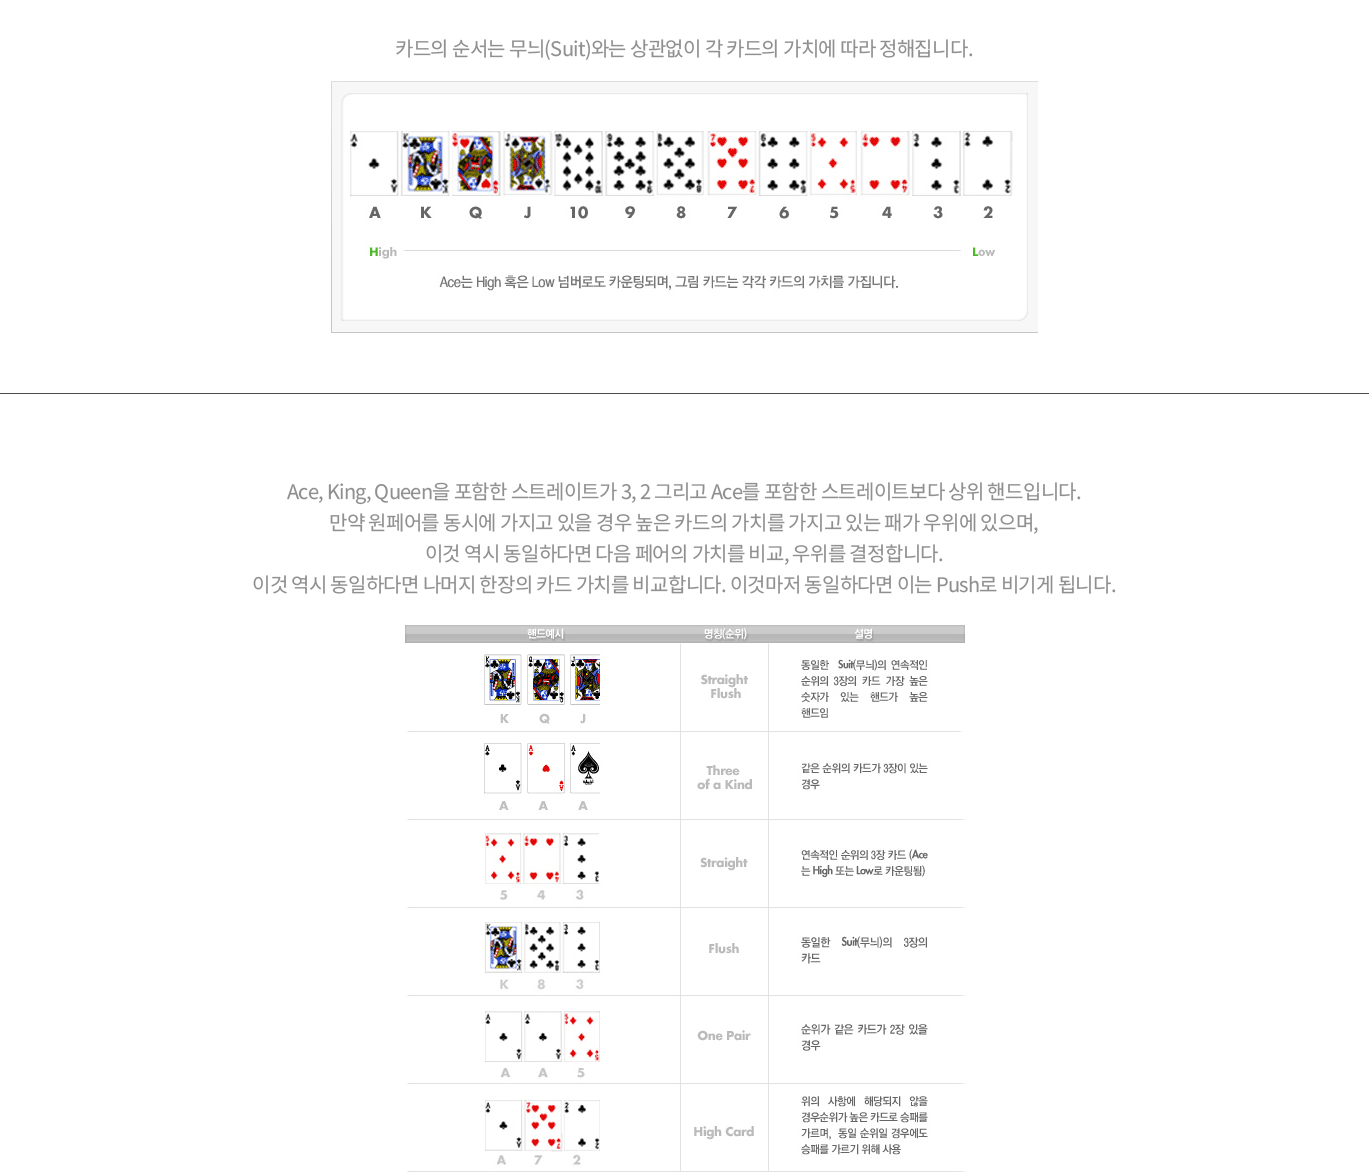 카드의 순서는 무늬(Suit)와는 상관없이 각 카드의 가치에 따라 정해집니다.
A K Q J 10 9 8 7 6 5 4 3 2
High Low
Ace는 High 혹은 Low 넘버로도 카운팅되며, 그림 카드는 각각 카드의 가치를 가집니다.
Ace, King, Queen을 포함한 스트레이트가 3, 2 그리고 Ace를 포함한 스트레이트보다 상위 핸드입니다.
만약 원페어를 동시에 가지고 있을 경우 높은 카드의 가치를 가지고 있는 패가 우위에 있으며,
이것 역시 동일하다면 다음 페어의 가치를 비교, 우위를 결정합니다.
이것 역시 동일하다면 나머지 한장의 카드 가치를 비교합니다. 이것마저 동일하다면 이는 Push로 비기게 됩니다.
핸드예시 명칭(순위) 설명
K Q J
Straight
Flush
동일한 Suit(무늬)의 연속적인
순위의 3장의 카드 가장 높은
숫자가 있는 핸드가 높은
핸드임
A A A
Three
of a Kind
같은 순위의 카드가 3장이 있는
경우
5 4 3
Straight
연속적인 순위의 3장 카드 (Ace
는 High 또는 Low로 카운팅됨)
K 8 3
Flush
동일한 Suit(무늬)의 3장의
카드
A A 5
One Pair
순위가 같은 카드가 2장 있을
경우
A 7 2
High Card
위의 사항에 해당되지 않을
경우순위가 높은 카드로 승패를
가르며, 동일 순위일 경우에도
승패를 가르기 위해 사용